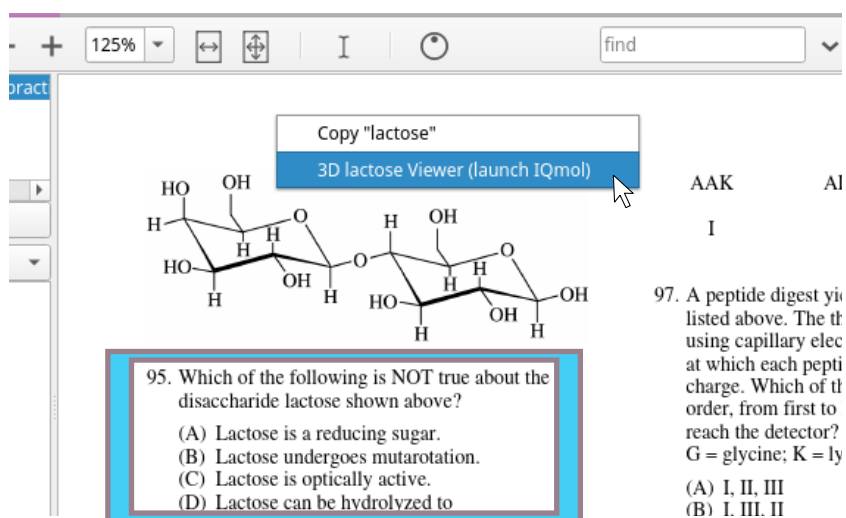 125%
find
pract
Copy "lactose"
3D lactose Viewer (launch IQmol)
HO
OH
H
O
H
H
HO
OH
H
H
O
H
OH
O
H
H
HO
OH
H
H
OH
95. Which of the following is NOT true about the
disaccharide lactose shown above?
(A) Lactose is a reducing sugar.
(B) Lactose undergoes mutarotation.
(C) Lactose is optically active.
(D) Lactose can be hydrolyzed to
AAK
I
97. A peptide digest yie
listed above. The th
using capillary elec
at which each pepti
charge. Which of th
order, from first to
reach the detector?
G = glycine; K = ly
(A) I, II, III
(B) I, III, II